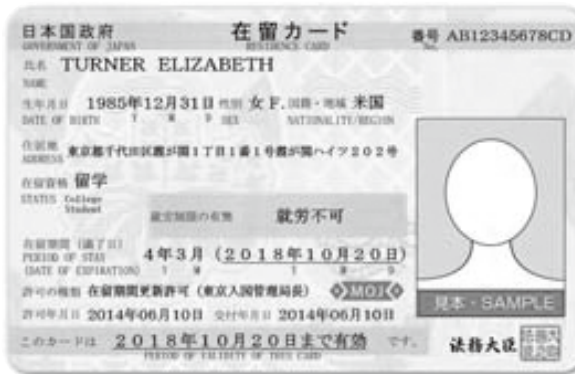 日本国政府 在留カード 番号 AB12345678CD
GOVERNMENT OF JAPAN RESIDENCE CARD No.
氏名 TURNER ELIZABETH
NAME
生年月日 1985年12月31日 性別 女 F. 国籍・地域 米国
DATE OF BIRTH Y M D SEX NATIONALITY/REGION
住居地 東京都千代田区霞が関1丁目1番1号霞が関ハイツ202号
ADDRESS
在留資格 留学
STATUS College
Student
就労制限の有無 就労不可
在留期間(満了日) 4年3月(2018年10月20日)
PERIOD OF STAY
(DATE OF EXPIRATION) Y M Y M D
許可の種類 在留期間更新許可(東京入国管理局長) MOJ
見本・SAMPLE
許可年月日 2014年06月10日 交付年月日 2014年06月10日
このカードは 2018年10月20日まで有効 です。
PERIOD OF VALIDITY OF THIS CARD
法務大臣